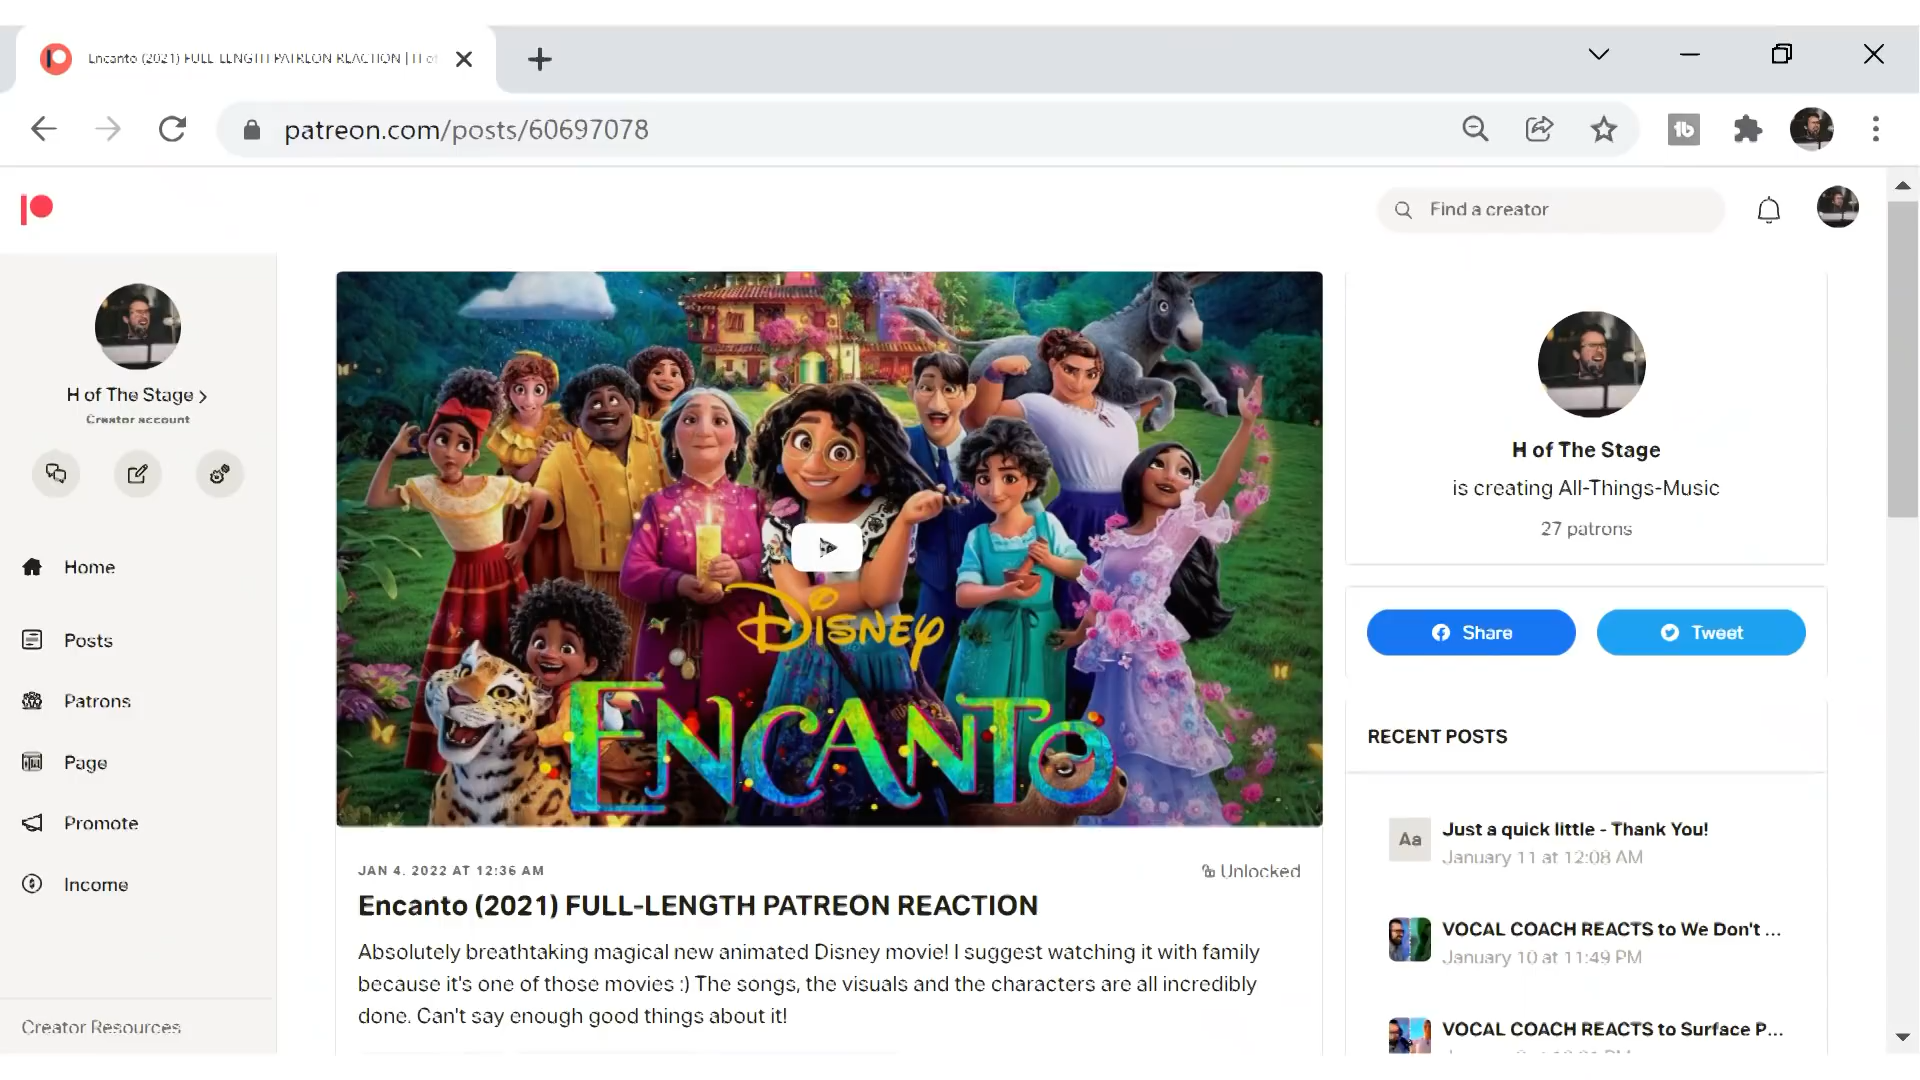 Encanto (2021) FULL-LENGTH PATREON REACTION | H of
patreon.com/posts/60697078
Find a creator
H of The Stage
Creator account
Home
Posts
Patrons
Page
Promote
Income
Creator Resources
DISNEY
ENCANTO
JAN 4, 2022 AT 12:36 AM
Unlocked
Encanto (2021) FULL-LENGTH PATREON REACTION
Absolutely breathtaking magical new animated Disney movie! I suggest watching it with family
because it's one of those movies :) The songs, the visuals and the characters are all incredibly
done. Can't say enough good things about it!
H of The Stage
is creating All-Things-Music
27 patrons
Share
Tweet
RECENT POSTS
Aa
Just a quick little - Thank You!
January 11 at 12:08 AM
VOCAL COACH REACTS to We Don't ...
January 10 at 11:49 PM
VOCAL COACH REACTS to Surface P...